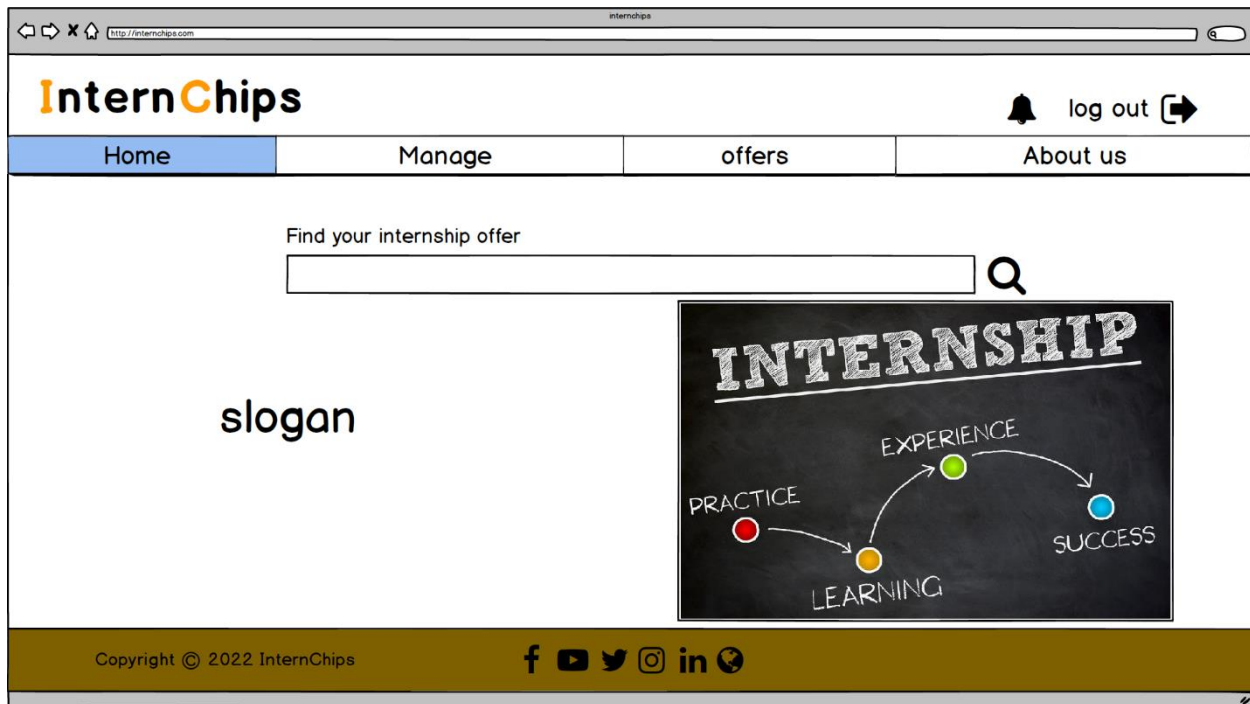 internchips
http://internchips.com
InternChips
log out
Home Manage offers About us
Find your internship offer
slogan
INTERNSHIP
EXPERIENCE
PRACTICE
SUCCESS
LEARNING
Copyright © 2022 InternChips